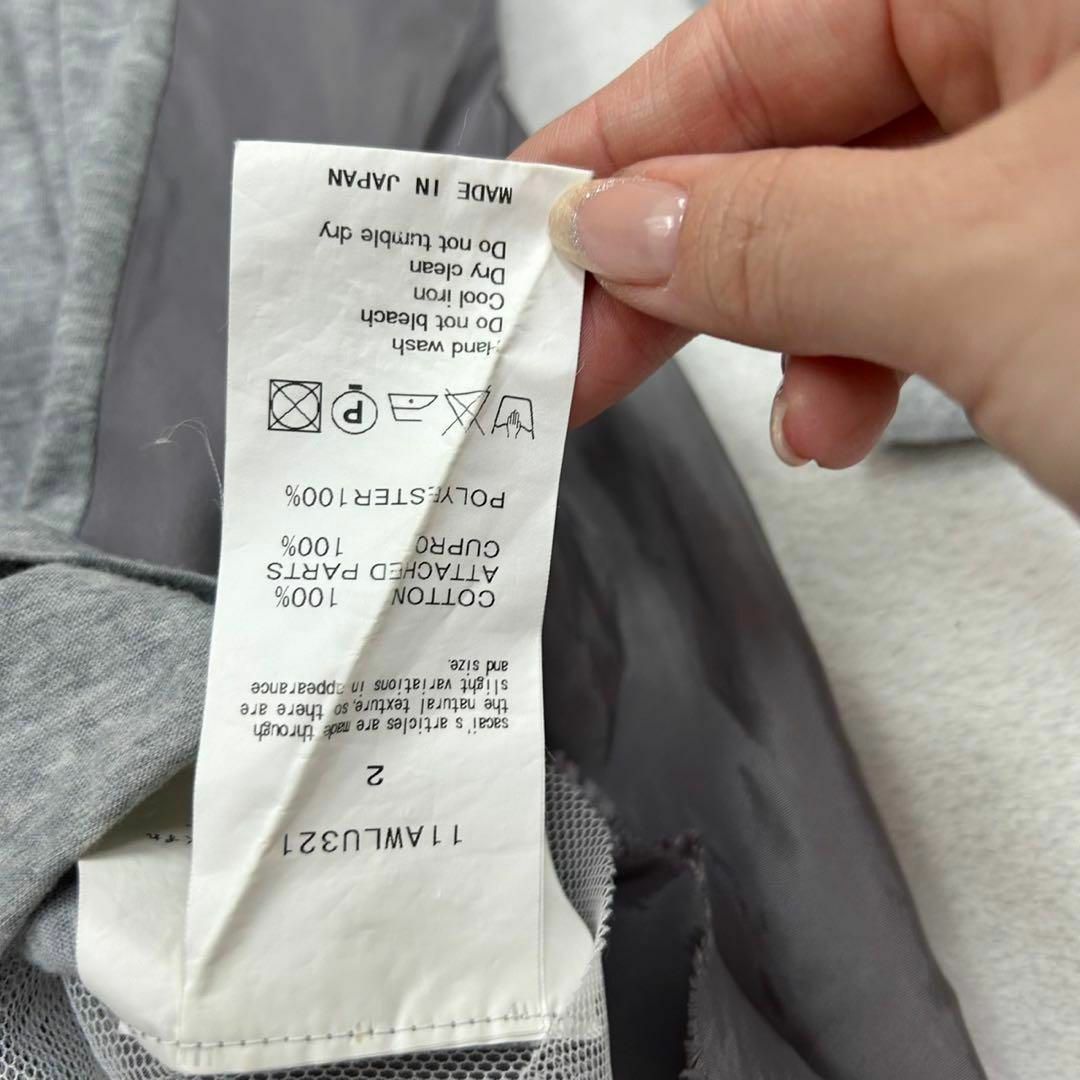 11AWLU321
2
sacai's articles are made through
the natural texture, so there are
slight variations in appearance
and size.
COTTON 100%
ATTACHED PARTS
CUPRO 100%
POLYESTER100%
P
Hand wash
Do not bleach
Cool iron
Dry clean
Do not tumble dry
MADE IN JAPAN